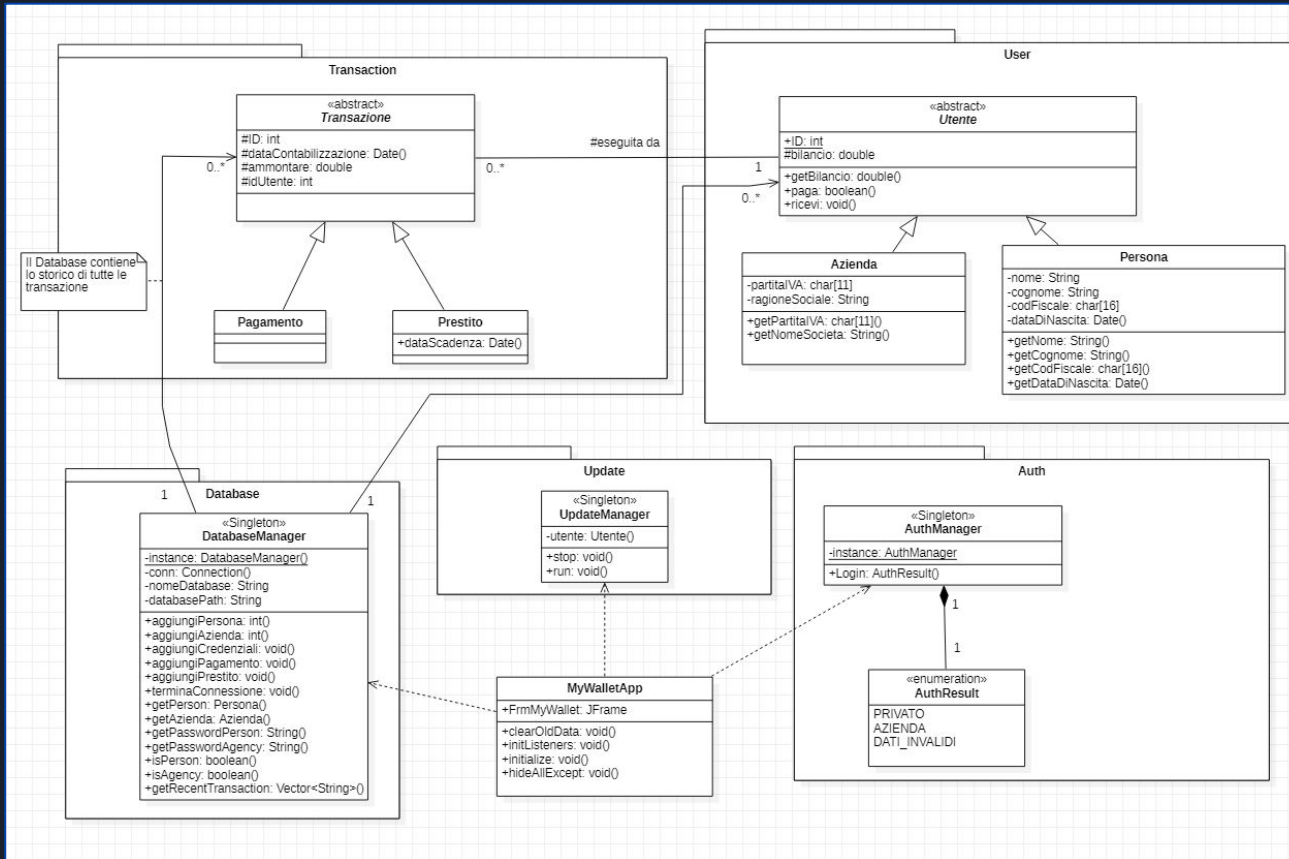 Transaction
«abstract»
Transazione
#ID: int
#dataContabilizzazione: Date()
#ammontare: double
#idUtente: int
0..*
0..*
#eseguita da
1
0..*
Il Database contiene
lo storico di tutte le
transazione
Pagamento
Prestito
+dataScadenza: Date()
User
«abstract»
Utente
+ID: int
#bilancio: double
+getBilancio: double()
+paga: boolean()
+ricevi: void()
Azienda
-partitaIVA: char[11]
-ragioneSociale: String
+getPartitaIVA: char[11]()
+getNomeSocieta: String()
Persona
-nome: String
-cognome: String
-codFiscale: char[16]
-dataDiNascita: Date()
+getNome: String()
+getCognome: String()
+getCodFiscale: char[16]()
+getDataDiNascita: Date()
Database
1
1
«Singleton»
DatabaseManager
-instance: DatabaseManager()
-conn: Connection()
-nomeDatabase: String
-databasePath: String
+aggiungiPersona: int()
+aggiungiAzienda: int()
+aggiungiCredenziali: void()
+aggiungiPagamento: void()
+aggiungiPrestito: void()
+terminaConnessione: void()
+getPerson: Persona()
+getAzienda: Azienda()
+getPasswordPerson: String()
+getPasswordAgency: String()
+isPerson: boolean()
+isAgency: boolean()
+getRecentTransaction: Vector<String>()
Update
«Singleton»
UpdateManager
-utente: Utente()
+stop: void()
+run: void()
MyWalletApp
+FrmMyWallet: JFrame
+clearOldData: void()
+initListeners: void()
+initialize: void()
+hideAllExcept: void()
Auth
«Singleton»
AuthManager
-instance: AuthManager
+Login: AuthResult()
1
1
«enumeration»
AuthResult
PRIVATO
AZIENDA
DATI_INVALIDI